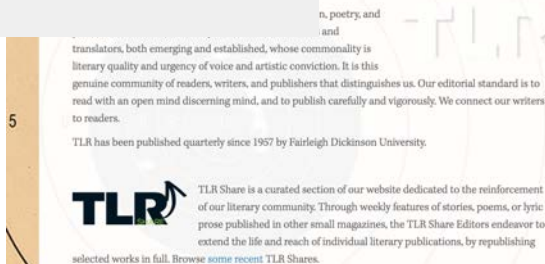 n, poetry, and
and
translators, both emerging and established, whose commonality is
literary quality and urgency of voice and artistic conviction. It is this
genuine community of readers, writers, and publishers that distinguishes us. Our editorial standard is to
read with an open mind discerning mind, and to publish carefully and vigorously. We connect our writers
to readers.
5
TLR has been published quarterly since 1957 by Fairleigh Dickinson University.
TLR
TLR
TLR Share is a curated section of our website dedicated to the reinforcement
of our literary community. Through weekly features of stories, poems, or lyric
prose published in other small magazines, the TLR Share Editors endeavor to
extend the life and reach of individual literary publications, by republishing
selected works in full. Browse some recent TLR Shares.